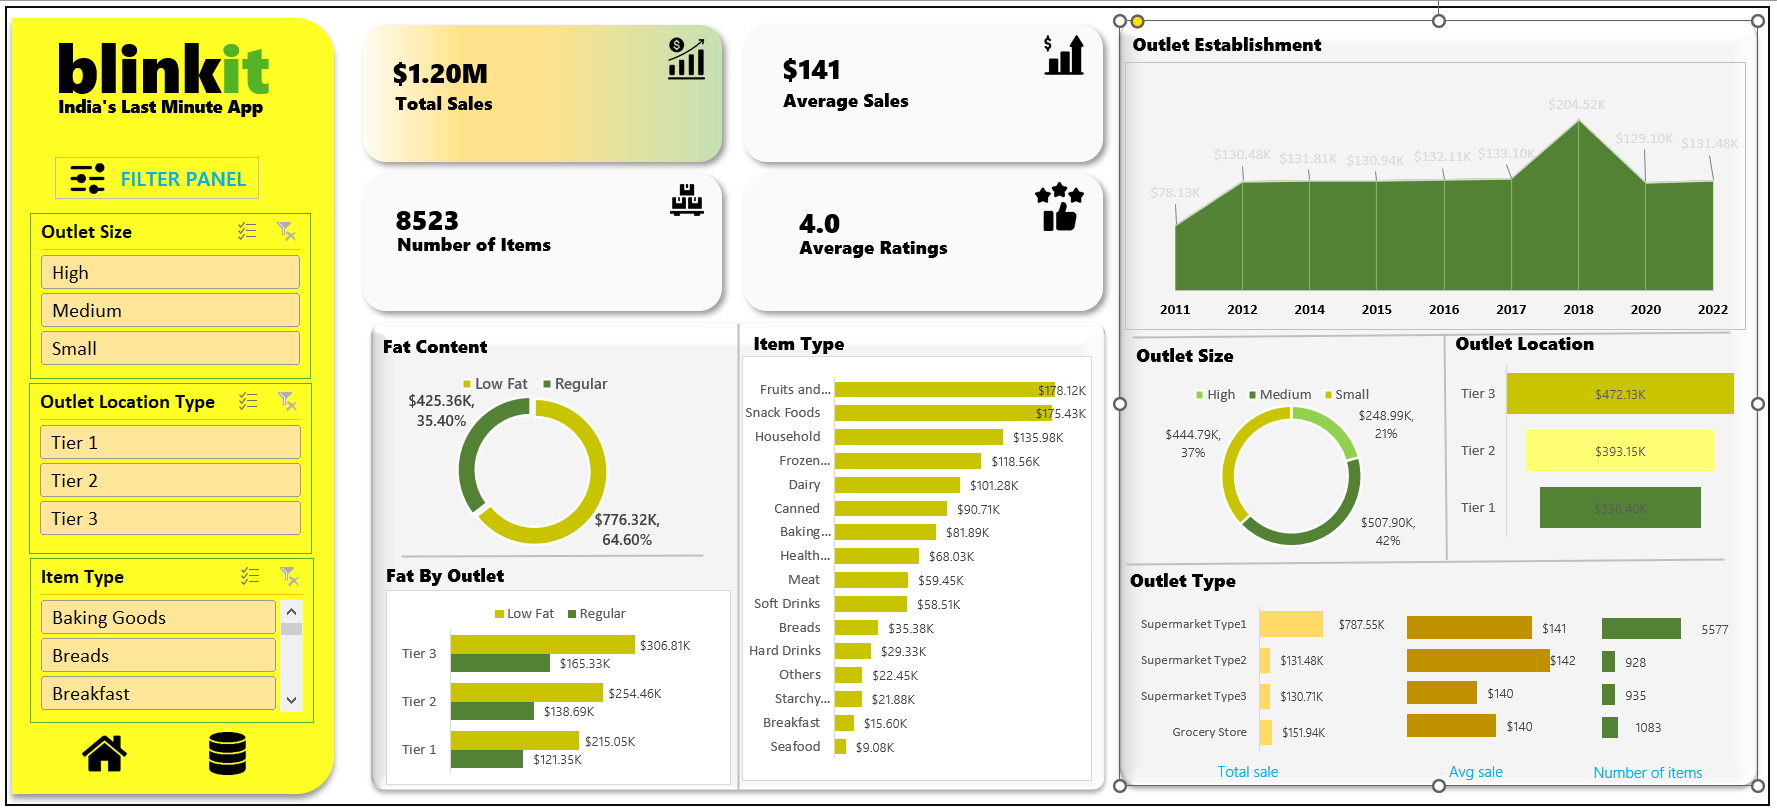 blinkit
India's Last Minute App
FILTER PANEL
Outlet Size
High
Medium
Small
Outlet Location Type
Tier 1
Tier 2
Tier 3
Item Type
Baking Goods
Breads
Breakfast
$1.20M
Total Sales
$141
Average Sales
8523
Number of Items
4.0
Average Ratings
Fat Content
Low Fat Regular
$425.36K,
35.40%
$776.32K,
64.60%
Fat By Outlet
Low Fat Regular
Tier 3 $306.81K
$165.33K
Tier 2 $254.46K
$138.69K
Tier 1 $215.05K
$121.35K
Item Type
Fruits and... $178.12K
Snack Foods $175.43K
Household $135.98K
Frozen... $118.56K
Dairy $101.28K
Canned $90.71K
Baking... $81.89K
Health... $68.03K
Meat $59.45K
Soft Drinks $58.51K
Breads $35.38K
Hard Drinks $29.33K
Others $22.45K
Starchy... $21.88K
Breakfast $15.60K
Seafood $9.08K
Outlet Establishment
$78.13K $130.48K $131.81K $130.94K $132.11K $133.10K $204.52K $129.10K $131.48K
2011 2012 2014 2015 2016 2017 2018 2020 2022
Outlet Size
High Medium Small
$248.99K,
21%
$444.79K,
37%
$507.90K,
42%
Outlet Location
Tier 3 $472.13K
Tier 2 $393.15K
Tier 1 $336.40K
Outlet Type
Supermarket Type1 $787.55K $141 5577
Supermarket Type2 $131.48K $142 928
Supermarket Type3 $130.71K $140 935
Grocery Store $151.94K $140 1083
Total sale Avg sale Number of items